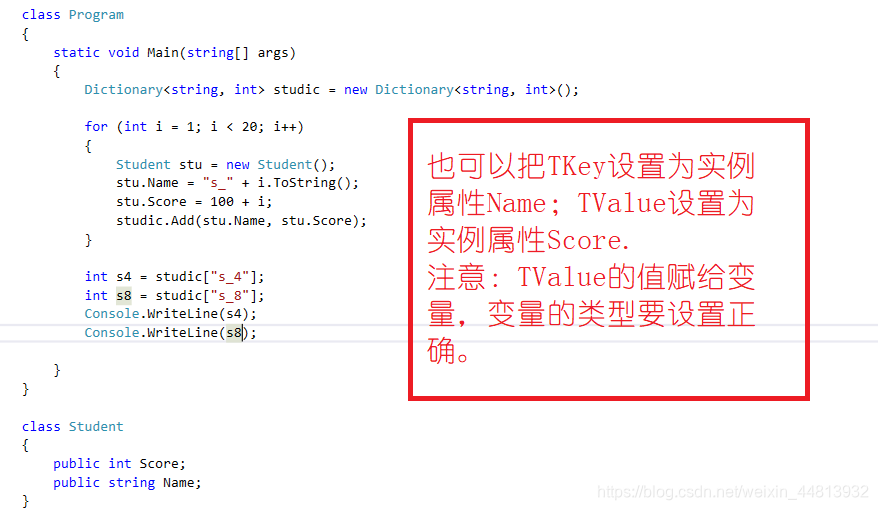 class Program
{
static void Main(string[] args)
{
Dictionary<string, int> studic = new Dictionary<string, int>();
for (int i = 1; i < 20; i++)
{
Student stu = new Student();
stu.Name = "s_" + i.ToString();
stu.Score = 100 + i;
studic.Add(stu.Name, stu.Score);
}
int s4 = studic["s_4"];
int s8 = studic["s_8"];
Console.WriteLine(s4);
Console.WriteLine(s8);
}
}
class Student
{
public int Score;
public string Name;
}
也可以把TKey设置为实例
属性Name；TValue设置为
实例属性Score.
注意：TValue的值赋给变
量，变量的类型要设置正
确。
https://blog.csdn.net/weixin_44813932